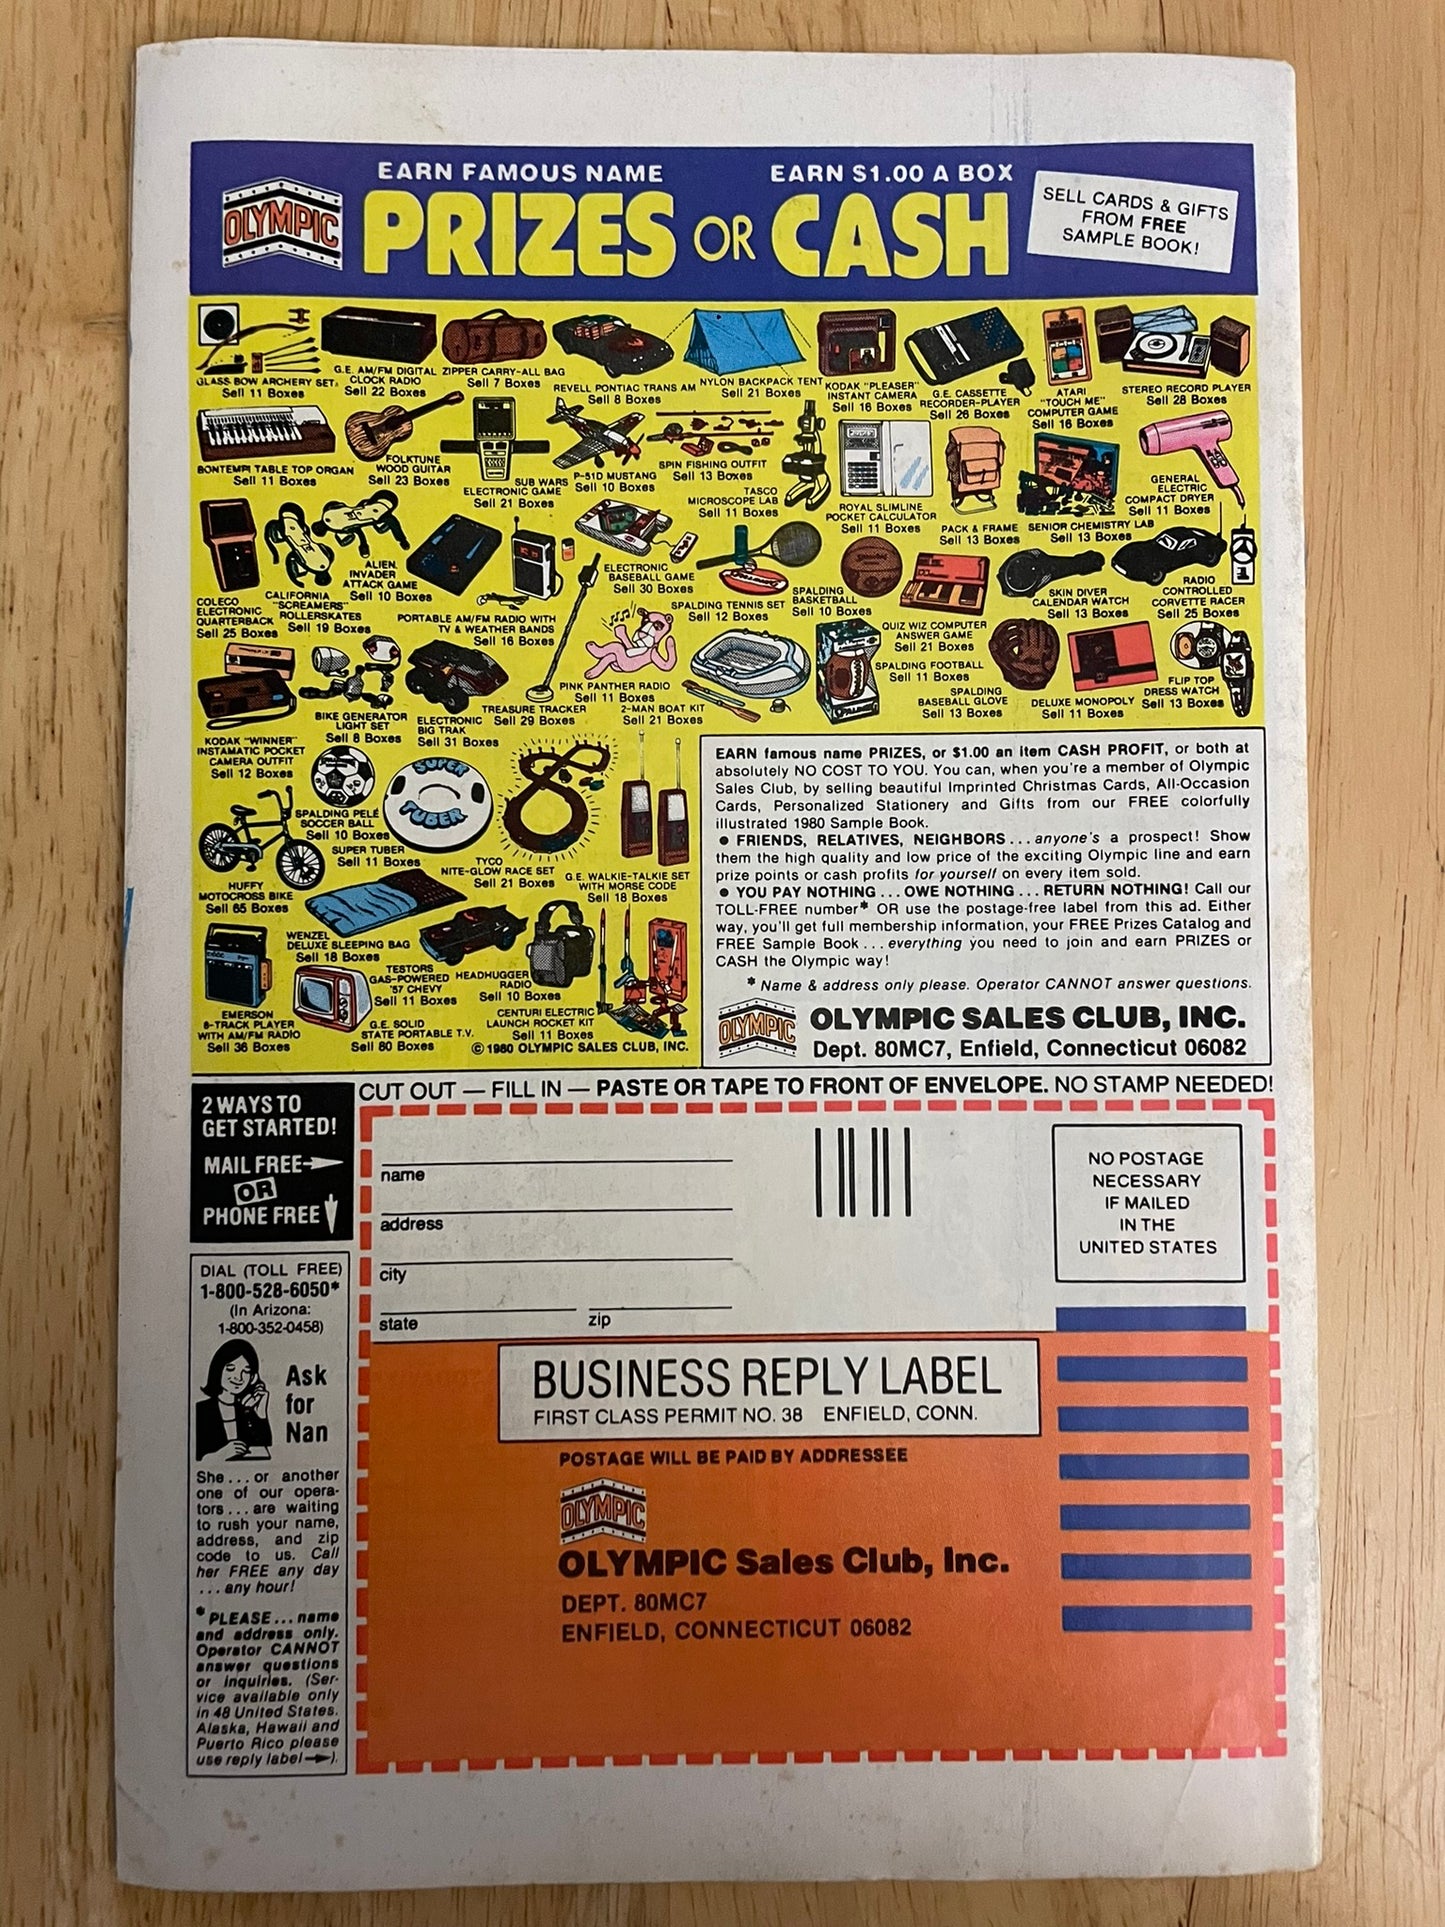 EARN FAMOUS NAME
EARN $1.00 A BOX
OLYMPIC
PRIZES OR CASH
SELL CARDS & GIFTS
FROM FREE
SAMPLE BOOK!
GLASS BOW ARCHERY SET
Sell 11 Boxes
G.E. AM/FM DIGITAL
CLOCK RADIO
Sell 22 Boxes
ZIPPER CARRY-ALL BAG
Sell 7 Boxes
REVELL PONTIAC TRANS AM
Sell 8 Boxes
NYLON BACKPACK TENT
Sell 21 Boxes
KODAK "PLEASER"
INSTANT CAMERA
Sell 16 Boxes
G.E. CASSETTE
RECORDER-PLAYER
Sell 26 Boxes
ATARI
"TOUCH ME"
COMPUTER GAME
Sell 16 Boxes
STEREO RECORD PLAYER
Sell 28 Boxes
BONTEMPI TABLE TOP ORGAN
Sell 11 Boxes
FOLKTUNE
WOOD GUITAR
Sell 23 Boxes
SUB WARS
ELECTRONIC GAME
Sell 21 Boxes
P-51D MUSTANG
Sell 10 Boxes
SPIN FISHING OUTFIT
Sell 13 Boxes
TASCO
MICROSCOPE LAB
Sell 11 Boxes
ROYAL SLIMLINE
POCKET CALCULATOR
Sell 11 Boxes
PACK & FRAME
Sell 13 Boxes
SENIOR CHEMISTRY LAB
Sell 13 Boxes
GENERAL
ELECTRIC
COMPACT DRYER
Sell 11 Boxes
COLECO
ELECTRONIC
QUARTERBACK
Sell 25 Boxes
CALIFORNIA
"SCREAMERS"
ROLLERSKATES
Sell 19 Boxes
ALIEN
INVADER
ATTACK GAME
Sell 10 Boxes
PORTABLE AM/FM RADIO WITH
TV & WEATHER BANDS
Sell 16 Boxes
ELECTRONIC
BASEBALL GAME
Sell 30 Boxes
SPALDING TENNIS SET
Sell 12 Boxes
SPALDING
BASKETBALL
Sell 10 Boxes
QUIZ WIZ COMPUTER
ANSWER GAME
Sell 21 Boxes
SKIN DIVER
CALENDAR WATCH
Sell 13 Boxes
RADIO
CONTROLLED
CORVETTE RACER
Sell 25 Boxes
KODAK "WINNER"
INSTAMATIC POCKET
CAMERA OUTFIT
Sell 12 Boxes
BIKE GENERATOR
LIGHT SET
Sell 8 Boxes
ELECTRONIC
BIG TRAK
Sell 31 Boxes
TREASURE TRACKER
Sell 29 Boxes
PINK PANTHER RADIO
Sell 11 Boxes
2-MAN BOAT KIT
Sell 21 Boxes
SPALDING FOOTBALL
Sell 11 Boxes
SPALDING
BASEBALL GLOVE
Sell 13 Boxes
DELUXE MONOPOLY
Sell 11 Boxes
FLIP TOP
DRESS WATCH
Sell 13 Boxes
SPALDING PELÉ
SOCCER BALL
Sell 10 Boxes
SUPER
TUBER
SUPER TUBER
Sell 11 Boxes
TYCO
NITE-GLOW RACE SET
Sell 21 Boxes
G.E. WALKIE-TALKIE SET
WITH MORSE CODE
Sell 18 Boxes
HUFFY
MOTOCROSS BIKE
Sell 65 Boxes
WENZEL
DELUXE SLEEPING BAG
Sell 18 Boxes
TESTORS
GAS-POWERED
'57 CHEVY
Sell 11 Boxes
HEADHUGGER
RADIO
Sell 10 Boxes
EMERSON
8-TRACK PLAYER
WITH AM/FM RADIO
Sell 36 Boxes
G.E. SOLID
STATE PORTABLE T.V.
Sell 80 Boxes
CENTURI ELECTRIC
LAUNCH ROCKET KIT
Sell 11 Boxes
© 1980 OLYMPIC SALES CLUB, INC.
EARN famous name PRIZES, or $1.00 an item CASH PROFIT, or both at
absolutely NO COST TO YOU. You can, when you're a member of Olympic
Sales Club, by selling beautiful Imprinted Christmas Cards, All-Occasion
Cards, Personalized Stationery and Gifts from our FREE colorfully
illustrated 1980 Sample Book.
● FRIENDS, RELATIVES, NEIGHBORS...anyone's a prospect! Show
them the high quality and low price of the exciting Olympic line and earn
prize points or cash profits for yourself on every item sold.
● YOU PAY NOTHING...OWE NOTHING...RETURN NOTHING! Call our
TOLL-FREE number* OR use the postage-free label from this ad. Either
way, you'll get full membership information, your FREE Prizes Catalog and
FREE Sample Book...everything you need to join and earn PRIZES or
CASH the Olympic way!
* Name & address only please. Operator CANNOT answer questions.
OLYMPIC
OLYMPIC SALES CLUB, INC.
Dept. 80MC7, Enfield, Connecticut 06082
CUT OUT — FILL IN — PASTE OR TAPE TO FRONT OF ENVELOPE. NO STAMP NEEDED!
2 WAYS TO
GET STARTED!
MAIL FREE
OR
PHONE FREE
DIAL (TOLL FREE)
1-800-528-6050*
(In Arizona:
1-800-352-0458)
Ask
for
Nan
She...or another
one of our opera-
tors...are waiting
to rush your name,
address, and zip
code to us. Call
her FREE any day
...any hour!
* PLEASE...name
and address only.
Operator CANNOT
answer questions
or inquiries. (Ser-
vice available only
in 48 United States.
Alaska, Hawaii and
Puerto Rico please
use reply label →).
name
address
city
state zip
NO POSTAGE
NECESSARY
IF MAILED
IN THE
UNITED STATES
BUSINESS REPLY LABEL
FIRST CLASS PERMIT NO. 38 ENFIELD, CONN.
POSTAGE WILL BE PAID BY ADDRESSEE
OLYMPIC
OLYMPIC Sales Club, Inc.
DEPT. 80MC7
ENFIELD, CONNECTICUT 06082